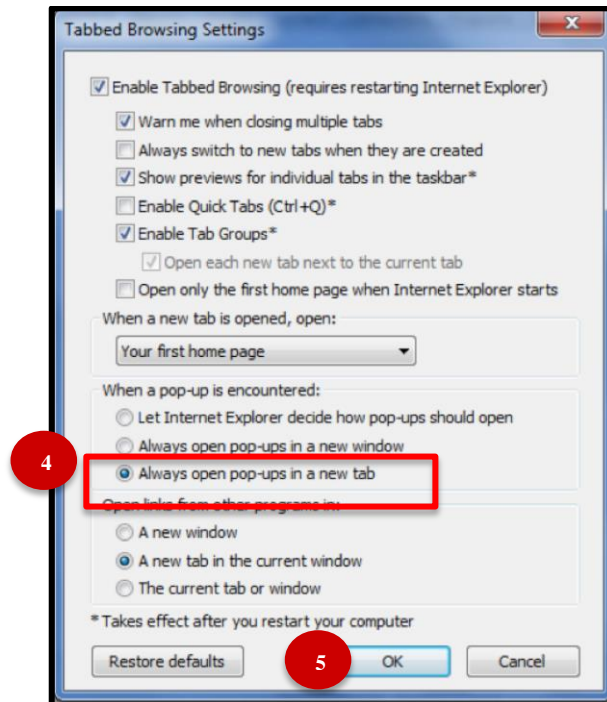 Tabbed Browsing Settings
Enable Tabbed Browsing (requires restarting Internet Explorer)
Warn me when closing multiple tabs
Always switch to new tabs when they are created
Show previews for individual tabs in the taskbar*
Enable Quick Tabs (Ctrl+Q)*
Enable Tab Groups*
Open each new tab next to the current tab
Open only the first home page when Internet Explorer starts
When a new tab is opened, open:
Your first home page
When a pop-up is encountered:
Let Internet Explorer decide how pop-ups should open
Always open pop-ups in a new window
4
Always open pop-ups in a new tab
Open links from other programs in:
A new window
A new tab in the current window
The current tab or window
*Takes effect after you restart your computer
Restore defaults 5 OK Cancel